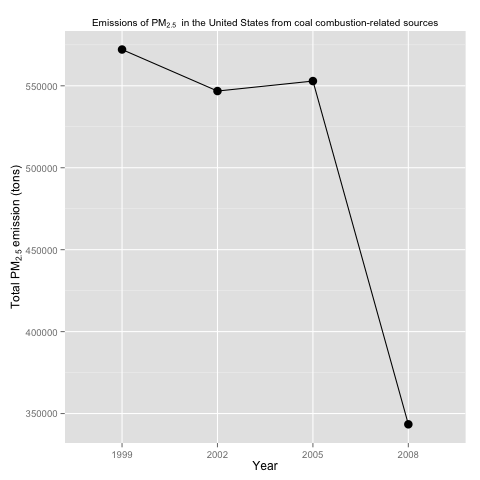 Emissions of PM2.5 in the United States from coal combustion-related sources
Total PM2.5 emission (tons)
550000
500000
450000
400000
350000
1999 2002 2005 2008
Year